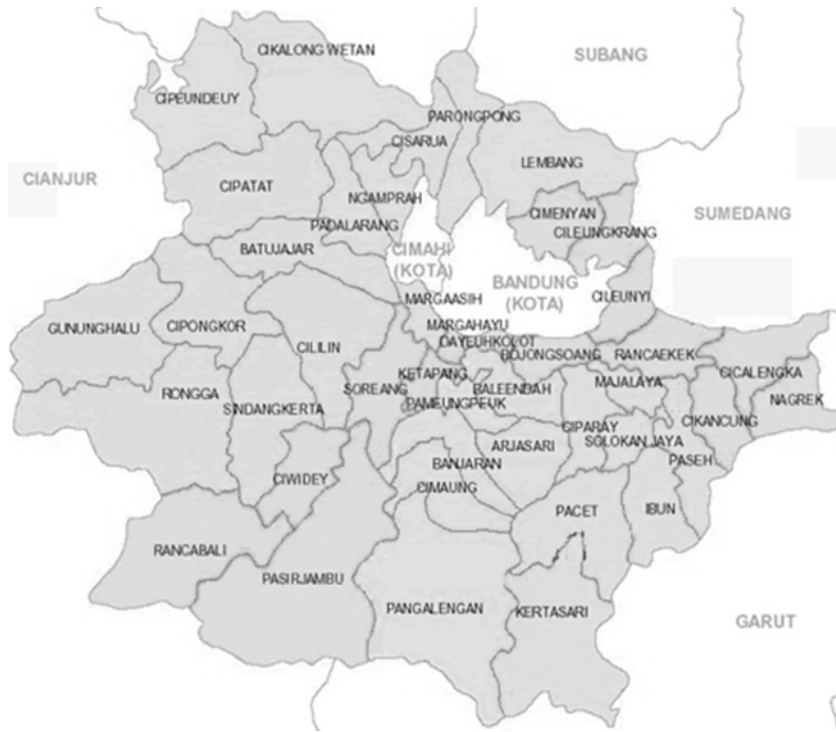 CIKALONG WETAN
SUBANG
CIPEUNDEUY
PARONGPONG
CISARUA
LEMBANG
CIANJUR
CIPATAT
NGAMPRAH
CIMENYAN
SUMEDANG
PADALARANG
CILEUNGKRANG
BATUJAJAR
CIMAHI
(KOTA)
BANDUNG
(KOTA)
CILEUNYI
MARGAASIH
GUNUNGHALU
CIPONGKOR
MARGAHAYU
CILILIN
DAYEUHKOLOT
BOJONGSOANG
RANCAEKEK
KETAPANG
CICALENGKA
RONGGA
SOREANG
BALEENDAH
MAJALAYA
NAGREK
SINDANGKERTA
PAMEUNGPEUK
CIPARAY
CIKANCUNG
SOLOKAN JAYA
ARJASARI
PASEH
CIWIDEY
BANJARAN
CIMAUNG
PACET
IBUN
RANCABALI
PASIRJAMBU
PANGALENGAN
KERTASARI
GARUT